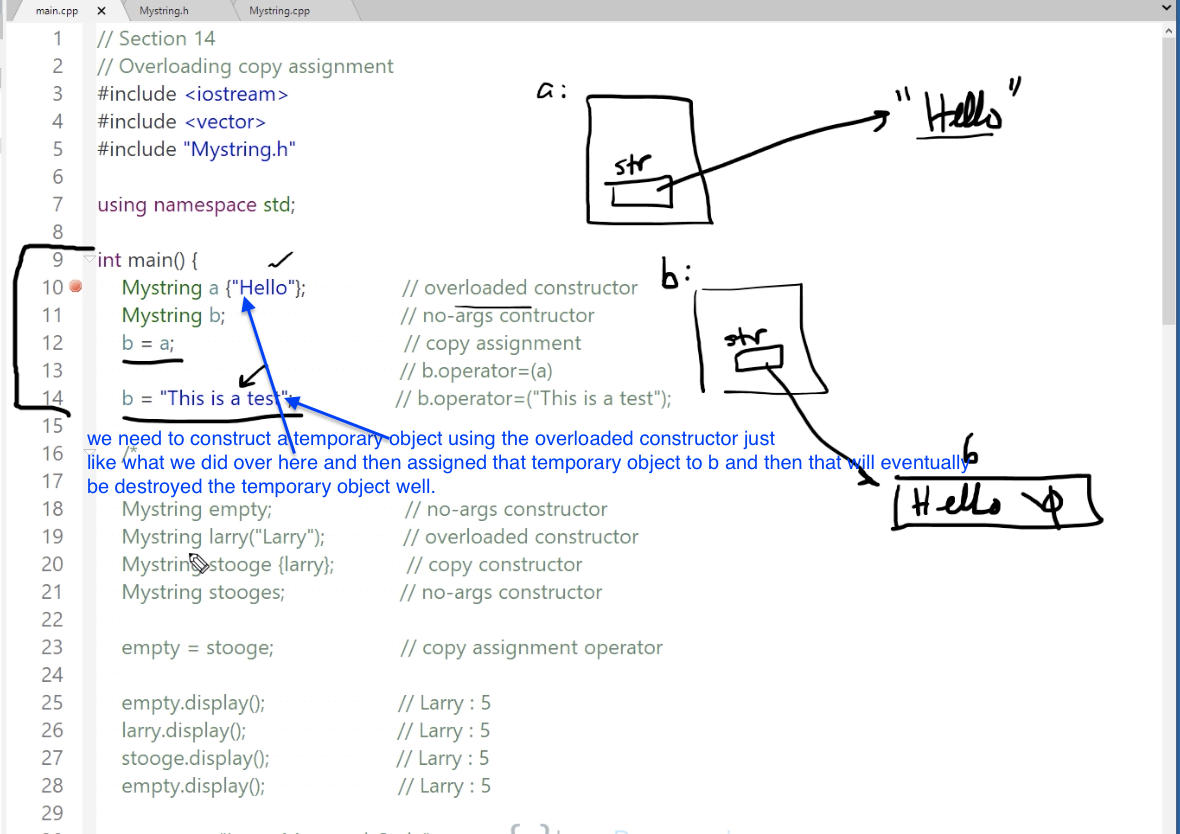 main.cpp Mystring.h Mystring.cpp
1 // Section 14
2 // Overloading copy assignment
3 #include <iostream>
4 #include <vector>
5 #include "Mystring.h"
6
7 using namespace std;
8
9 int main() {
10 Mystring a {"Hello"}; // overloaded constructor
11 Mystring b; // no-args contructor
12 b = a; // copy assignment
13 // b.operator=(a)
14 b = "This is a test"; // b.operator=("This is a test");
15
we need to construct a temporary object using the overloaded constructor just
16 /*
like what we did over here and then assigned that temporary object to b and then that will eventually
17
be destroyed the temporary object well.
18 Mystring empty; // no-args constructor
19 Mystring larry("Larry"); // overloaded constructor
20 Mystring stooge {larry}; // copy constructor
21 Mystring stooges; // no-args constructor
22
23 empty = stooge; // copy assignment operator
24
25 empty.display(); // Larry : 5
26 larry.display(); // Larry : 5
27 stooge.display(); // Larry : 5
28 empty.display(); // Larry : 5
29
a:
"Hello"
str
b:
str
6
Hello